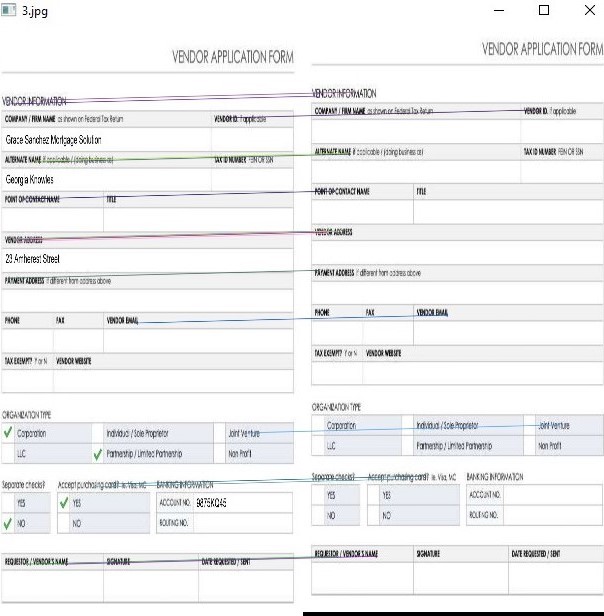 3.jpg
VENDOR APPLICATION FORM
VENDOR INFORMATION
COMPANY / FIRM NAME as shown on Federal Tax Return VENDOR ID, if applicable
Grace Sanchez Mortgage Solution
ALTERNATE NAME if applicable / (doing business as) TAX ID NUMBER FEIN OR SSN
Georgia Knowles
POINT OF CONTACT NAME TITLE
VENDOR ADDRESS
23 Amherest Street
PAYMENT ADDRESS if different from address above
PHONE FAX VENDOR EMAIL
TAX EXEMPT? Y or N VENDOR WEBSITE
ORGANIZATION TYPE
Corporation Individual / Sole Proprietor Joint Venture
LLC Partnership / Limited Partnership Non Profit
Separate checks? Accept purchasing card? ie. Visa, MC BANKING INFORMATION
YES YES ACCOUNT NO. 9875KQ45
NO NO ROUTING NO.
REQUESTOR / VENDOR'S NAME SIGNATURE DATE REQUESTED / SENT
VENDOR APPLICATION FORM
VENDOR INFORMATION
COMPANY / FIRM NAME as shown on Federal Tax Return VENDOR ID, if applicable
ALTERNATE NAME if applicable / (doing business as) TAX ID NUMBER FEIN OR SSN
POINT OF CONTACT NAME TITLE
VENDOR ADDRESS
PAYMENT ADDRESS if different from address above
PHONE FAX VENDOR EMAIL
TAX EXEMPT? Y or N VENDOR WEBSITE
ORGANIZATION TYPE
Corporation Individual / Sole Proprietor Joint Venture
LLC Partnership / Limited Partnership Non Profit
Separate checks? Accept purchasing card? ie. Visa, MC BANKING INFORMATION
YES YES ACCOUNT NO.
NO NO ROUTING NO.
REQUESTOR / VENDOR'S NAME SIGNATURE DATE REQUESTED / SENT